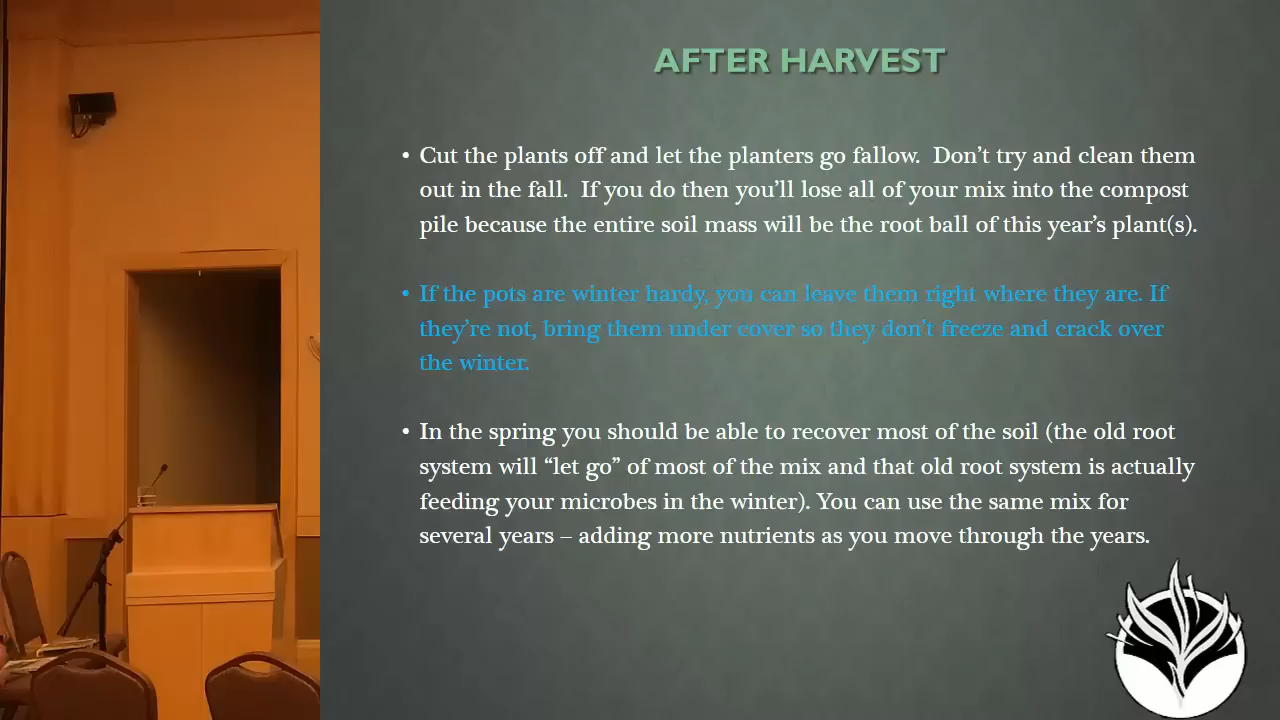 AFTER HARVEST
• Cut the plants off and let the planters go fallow.  Don’t try and clean them
out in the fall.  If you do then you’ll lose all of your mix into the compost
pile because the entire soil mass will be the root ball of this year’s plant(s).
• If the pots are winter hardy, you can leave them right where they are. If
they’re not, bring them under cover so they don’t freeze and crack over
the winter.
• In the spring you should be able to recover most of the soil (the old root
system will “let go” of most of the mix and that old root system is actually
feeding your microbes in the winter). You can use the same mix for
several years – adding more nutrients as you move through the years.